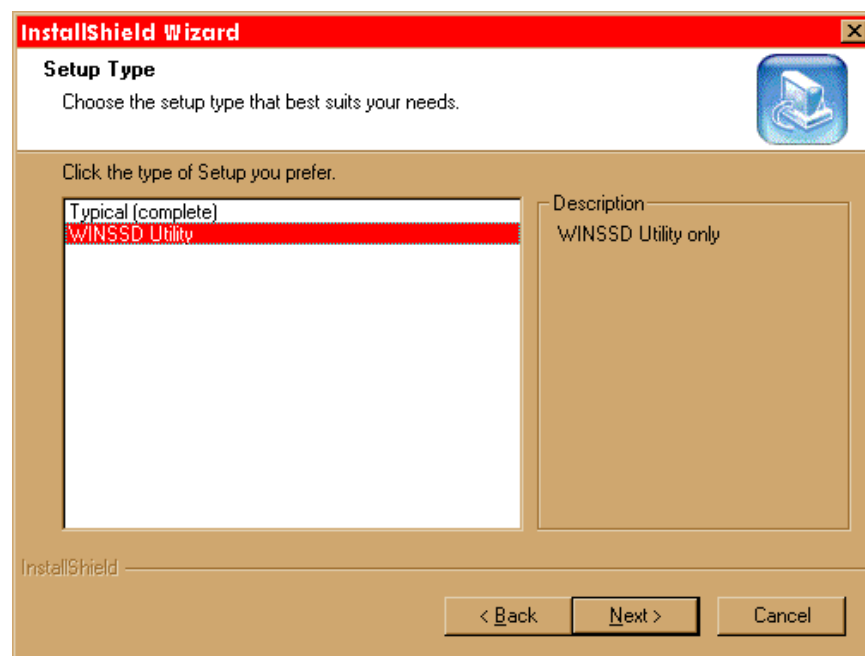 InstallShield Wizard
Setup Type
Choose the setup type that best suits your needs.
Click the type of Setup you prefer.
Typical (complete)
WINSSD Utility
Description
WINSSD Utility only
InstallShield
< Back
Next >
Cancel